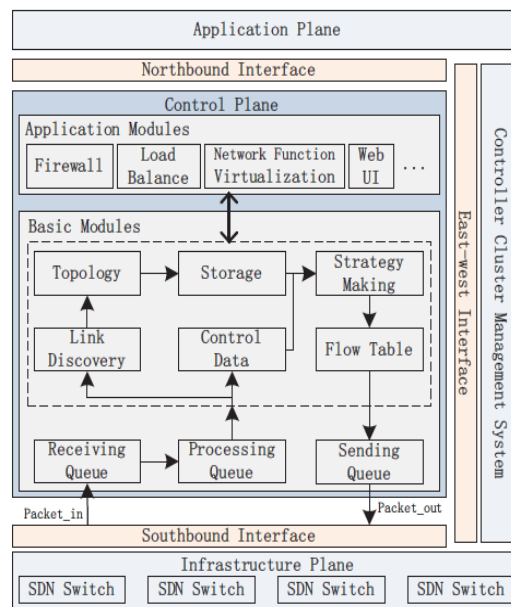 Application Plane
Northbound Interface
Control Plane
Application Modules
Firewall
Load
Balance
Network Function
Virtualization
Web
UI
...
Basic Modules
Topology
Storage
Strategy
Making
Link
Discovery
Control
Data
Flow Table
Receiving
Queue
Processing
Queue
Sending
Queue
Packet_in
Packet_out
Southbound Interface
East-west Interface
Controller Cluster Management System
Infrastructure Plane
SDN Switch
SDN Switch
SDN Switch
SDN Switch